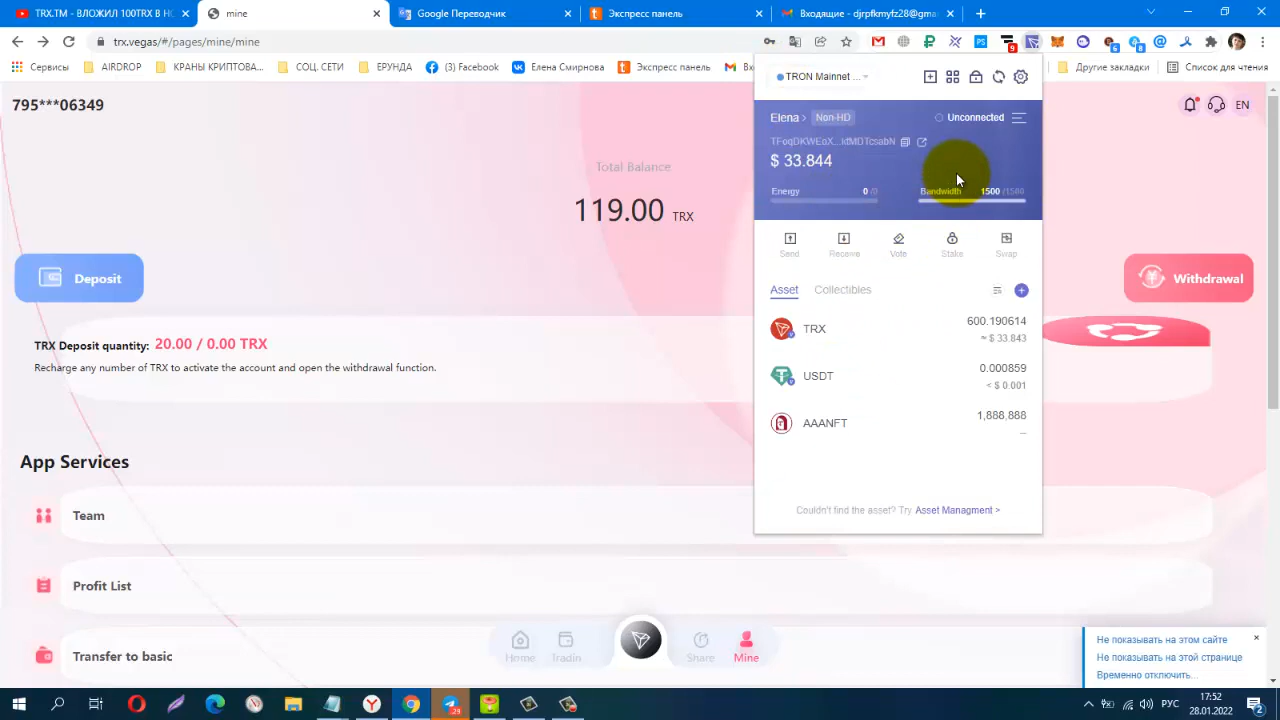 TRX.TM - ВЛОЖИЛ 100TRX В НО
mine
Google Переводчик
Экспресс панель
Входящие - djrpfkmyfz28@gmai
trx.vegas/#/pages/mine/mine
Сервисы
AIRDROP
КРАНЫ КРИПТОВА...
СОЦ. СЕТИ
ЕРУНДА
(3) Facebook
Елена Смирнова
Экспресс панель
Другие закладки
Список для чтения
795***06349
EN
TRON Mainnet ...
Elena >
Non-HD
Unconnected
$ 33.844
Energy
0 /0
Bandwidth
1500 /1500
Total Balance
119.00 TRX
Deposit
Withdrawal
Send
Receive
Vote
Stake
Swap
Asset
Collectibles
TRX
600.190614
≈ $ 33.843
USDT
0.000859
< $ 0.001
AAANFT
1,888,888
--
Couldn't find the asset? Try Asset Managment >
TRX Deposit quantity: 20.00 / 0.00 TRX
Recharge any number of TRX to activate the account and open the withdrawal function.
App Services
Team
Profit List
Transfer to basic
Home
Tradin
Share
Mine
Не показывать на этом сайте
Не показывать на этой странице
Временно отключить...
РУС
17:52
28.01.2022